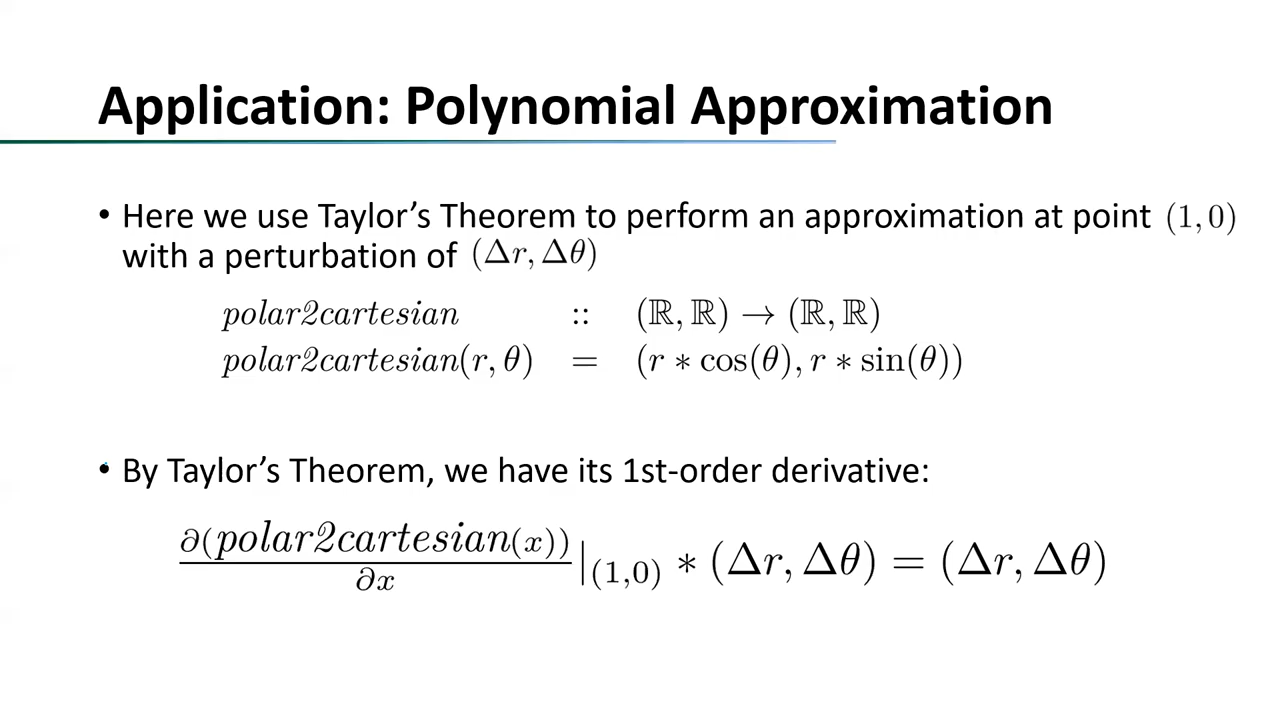 Application: Polynomial Approximation
• Here we use Taylor’s Theorem to perform an approximation at point (1, 0)
with a perturbation of (Δr, Δθ)
polar2cartesian :: (ℝ, ℝ) → (ℝ, ℝ)
polar2cartesian(r, θ) = (r ∗ cos(θ), r ∗ sin(θ))
• By Taylor’s Theorem, we have its 1st-order derivative:
∂(polar2cartesian(x))
∂x
|(1,0) ∗ (Δr, Δθ) = (Δr, Δθ)